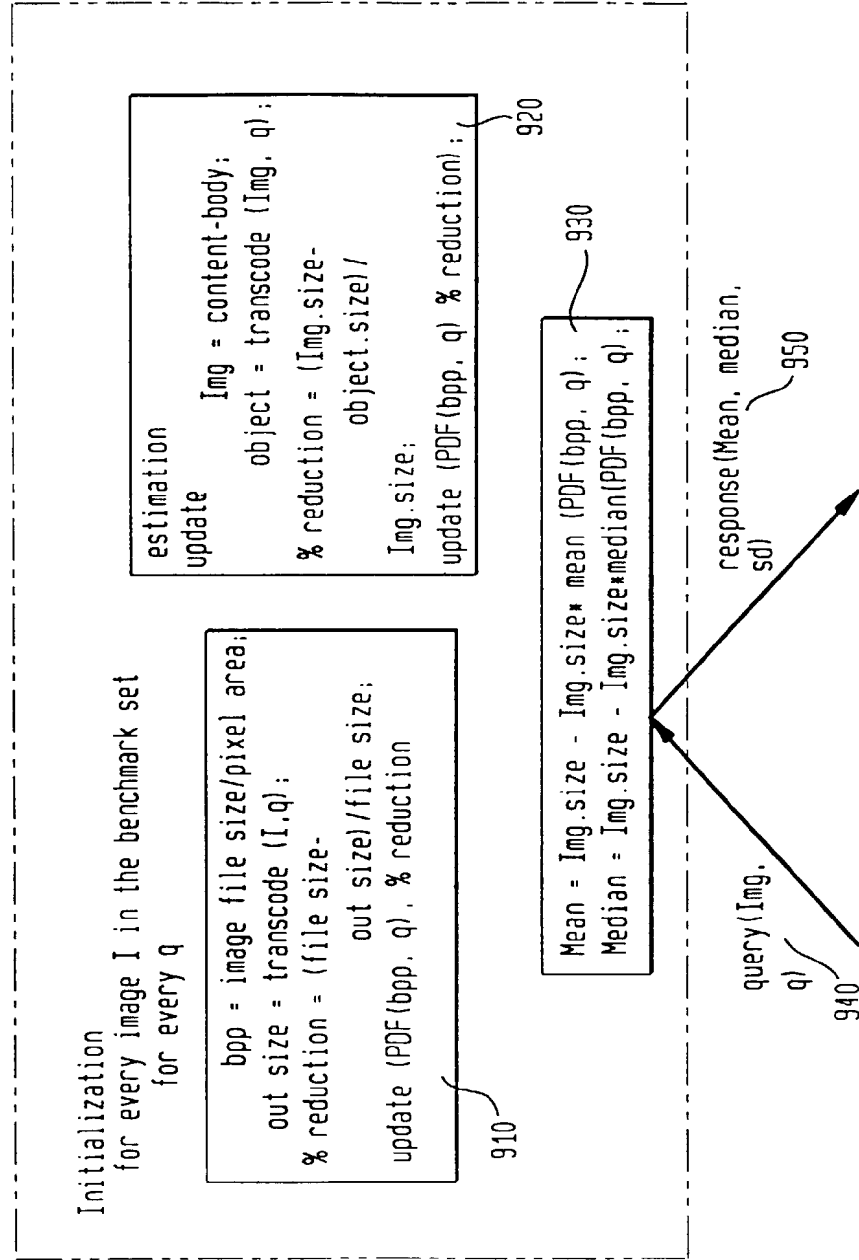 Initialization
for every image I in the benchmark set
for every q
bpp = image file size/pixel area;
out size = transcode (I,q);
% reduction = (file size-
out size)/file size;
update (PDF(bpp, q), % reduction
910
estimation
update
Img = content-body;
object = transcode (Img, q);
% reduction = (Img.size-
object.size)/
Img.size;
update (PDF(bpp, q) % reduction);
920
Mean = Img.size - Img.size* mean (PDF(bpp, q);
Median = Img.size - Img.size*median(PDF(bpp, q);
930
query(Img,
q)
940
response(Mean, median,
sd)
950